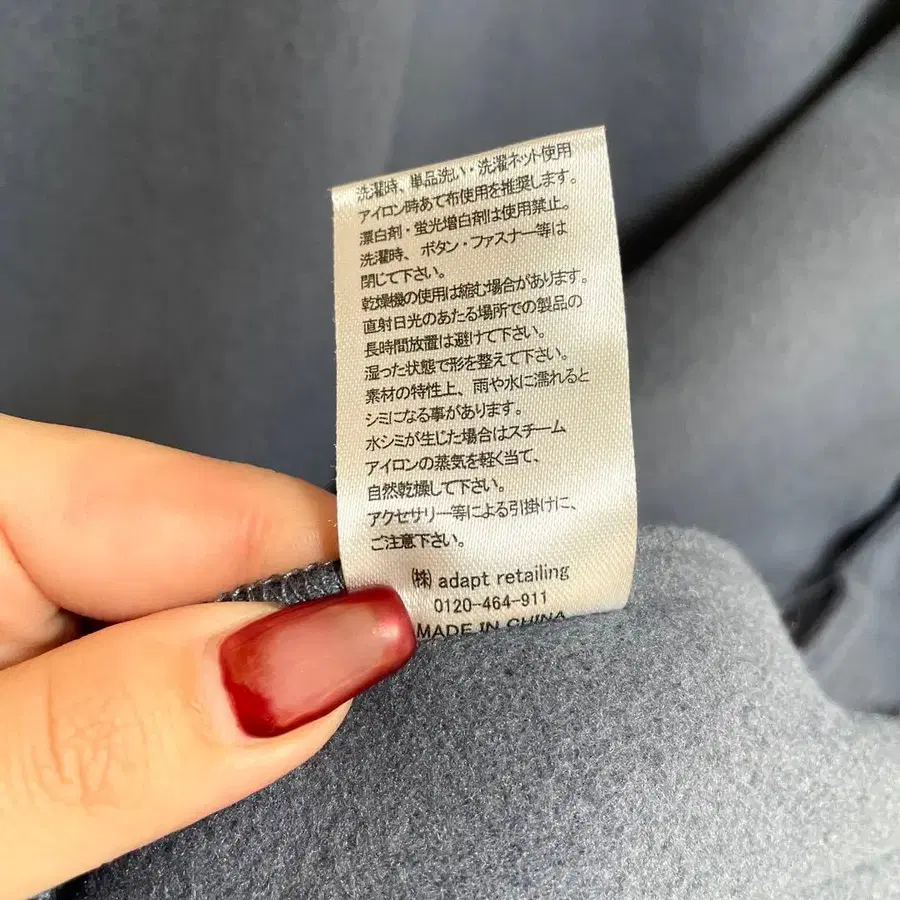 洗濯時、単品洗い・洗濯ネット使用
アイロン時あて布使用を推奨します。
漂白剤・蛍光増白剤は使用禁止。
洗濯時、ボタン・ファスナー等は
閉じて下さい。
乾燥機の使用は縮む場合があります。
直射日光のあたる場所での製品の
長時間放置は避けて下さい。
湿った状態で形を整えて下さい。
素材の特性上、雨や水に濡れると
シミになる事があります。
水シミが生じた場合はスチーム
アイロンの蒸気を軽く当て、
自然乾燥して下さい。
アクセサリー等による引掛けに、
ご注意下さい。
㈱ adapt retailing
0120-464-911
MADE IN CHINA